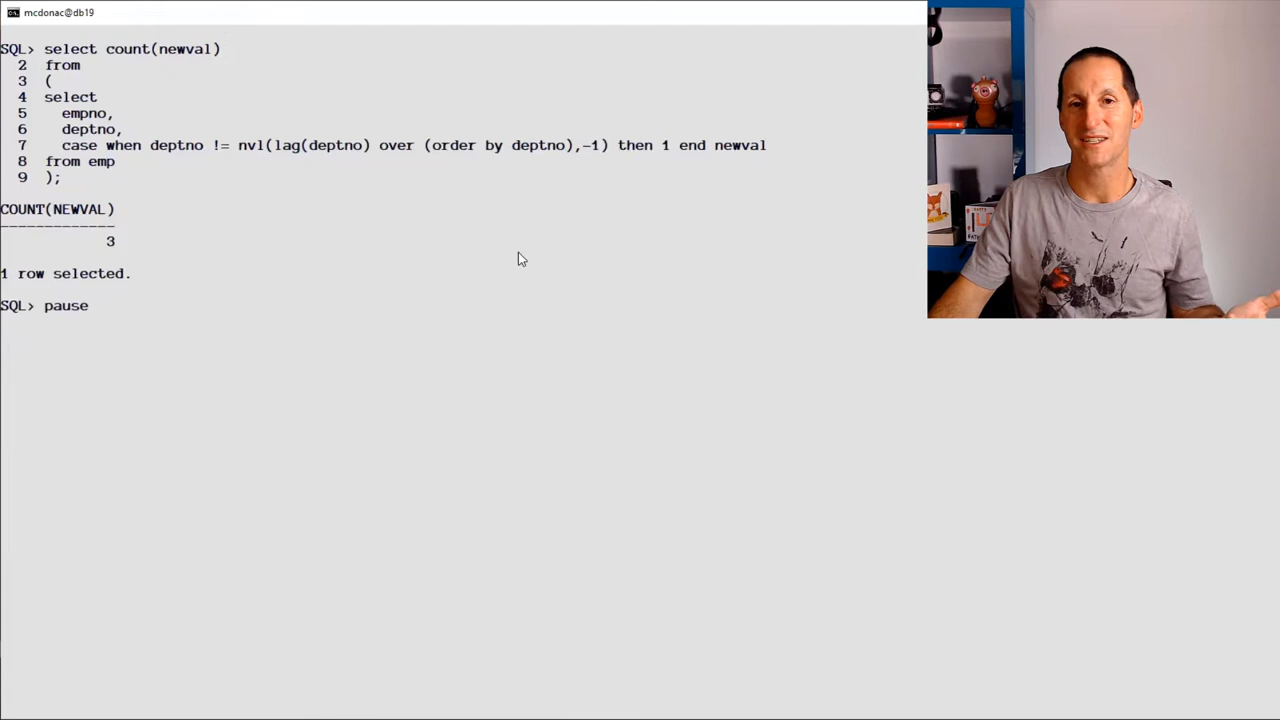 mcdonac@db19
SQL> select count(newval)
2 from
3 (
4 select
5 empno,
6 deptno,
7 case when deptno != nvl(lag(deptno) over (order by deptno),-1) then 1 end newval
8 from emp
9 );
COUNT(NEWVAL)
-------------
3
1 row selected.
SQL> pause